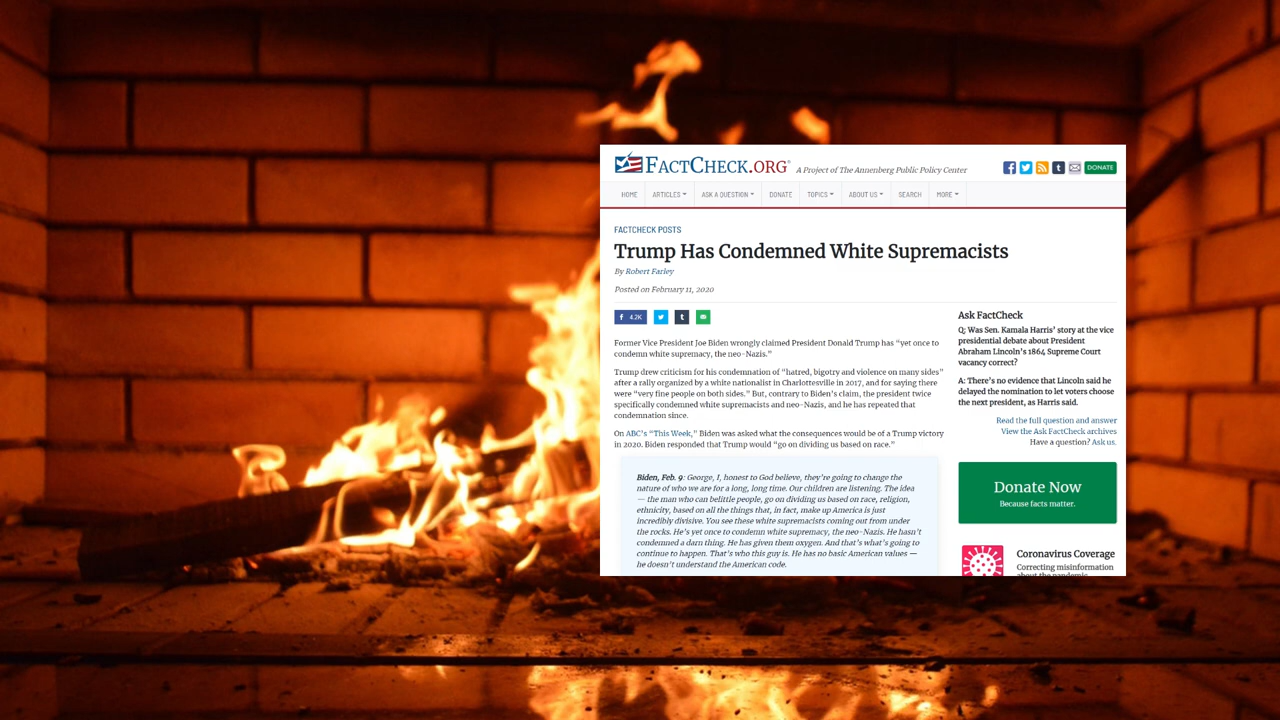 FACTCHECK.ORG® A Project of The Annenberg Public Policy Center
DONATE
HOME ARTICLES ASK A QUESTION DONATE TOPICS ABOUT US SEARCH MORE
FACTCHECK POSTS
Trump Has Condemned White Supremacists
By Robert Farley
Posted on February 11, 2020
4.2K
Former Vice President Joe Biden wrongly claimed President Donald Trump has “yet once to
condemn white supremacy, the neo-Nazis.”
Trump drew criticism for his condemnation of “hatred, bigotry and violence on many sides”
after a rally organized by a white nationalist in Charlottesville in 2017, and for saying there
were “very fine people on both sides.” But, contrary to Biden’s claim, the president twice
specifically condemned white supremacists and neo-Nazis, and he has repeated that
condemnation since.
On ABC’s “This Week,” Biden was asked what the consequences would be of a Trump victory
in 2020. Biden responded that Trump would “go on dividing us based on race.”
Biden, Feb. 9: George, I, honest to God believe, they’re going to change the
nature of who we are for a long, long time. Our children are listening. The idea
— the man who can belittle people, go on dividing us based on race, religion,
ethnicity, based on all the things that, in fact, make up America is just
incredibly divisive. You see these white supremacists coming out from under
the rocks. He’s yet once to condemn white supremacy, the neo-Nazis. He hasn’t
condemned a darn thing. He has given them oxygen. And that’s what’s going to
continue to happen. That’s who this guy is. He has no basic American values —
he doesn’t understand the American code.
Ask FactCheck
Q: Was Sen. Kamala Harris’ story at the vice
presidential debate about President
Abraham Lincoln’s 1864 Supreme Court
vacancy correct?
A: There’s no evidence that Lincoln said he
delayed the nomination to let voters choose
the next president, as Harris said.
Read the full question and answer
View the Ask FactCheck archives
Have a question? Ask us.
Donate Now
Because facts matter.
Coronavirus Coverage
Correcting misinformation
about the pandemic